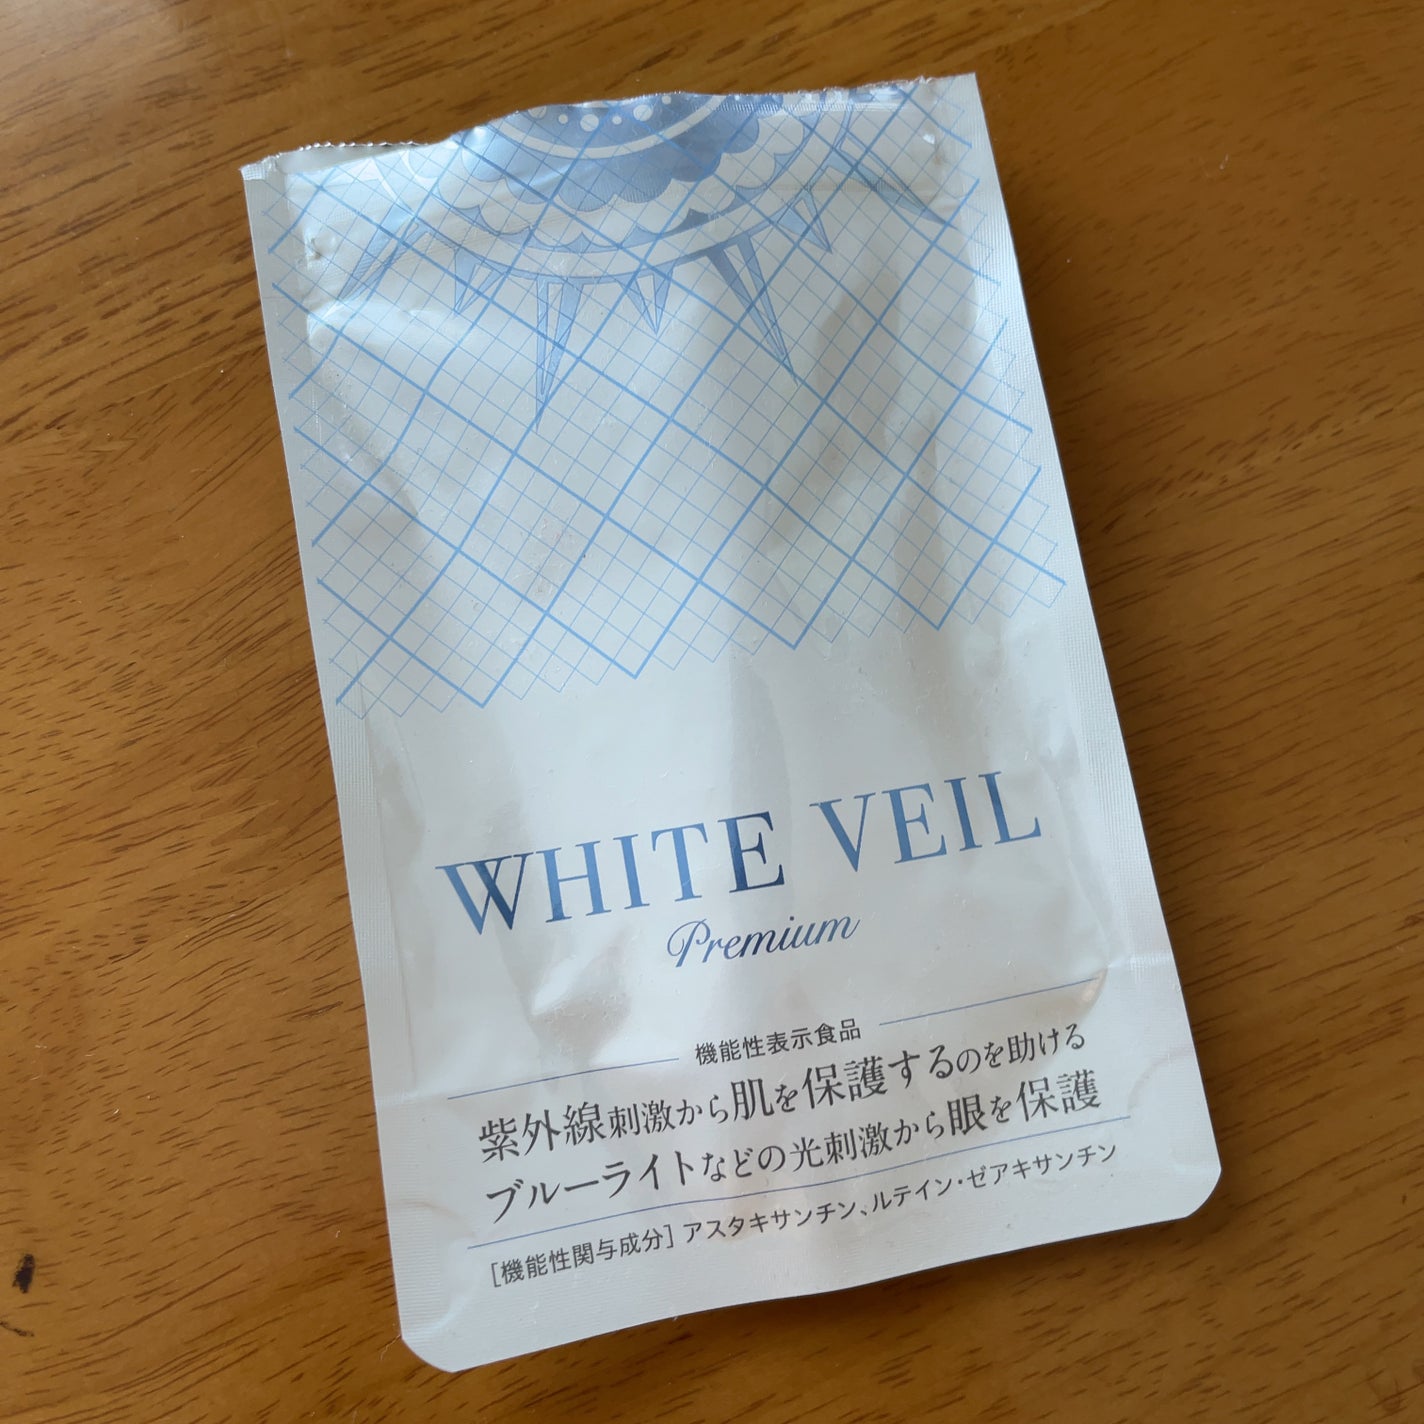 WHITE VEIL
Premium
機能性表示食品
紫外線刺激から肌を保護するのを助ける
ブルーライトなどの光刺激から眼を保護
[機能性関与成分] アスタキサンチン、ルテイン・ゼアキサンチン